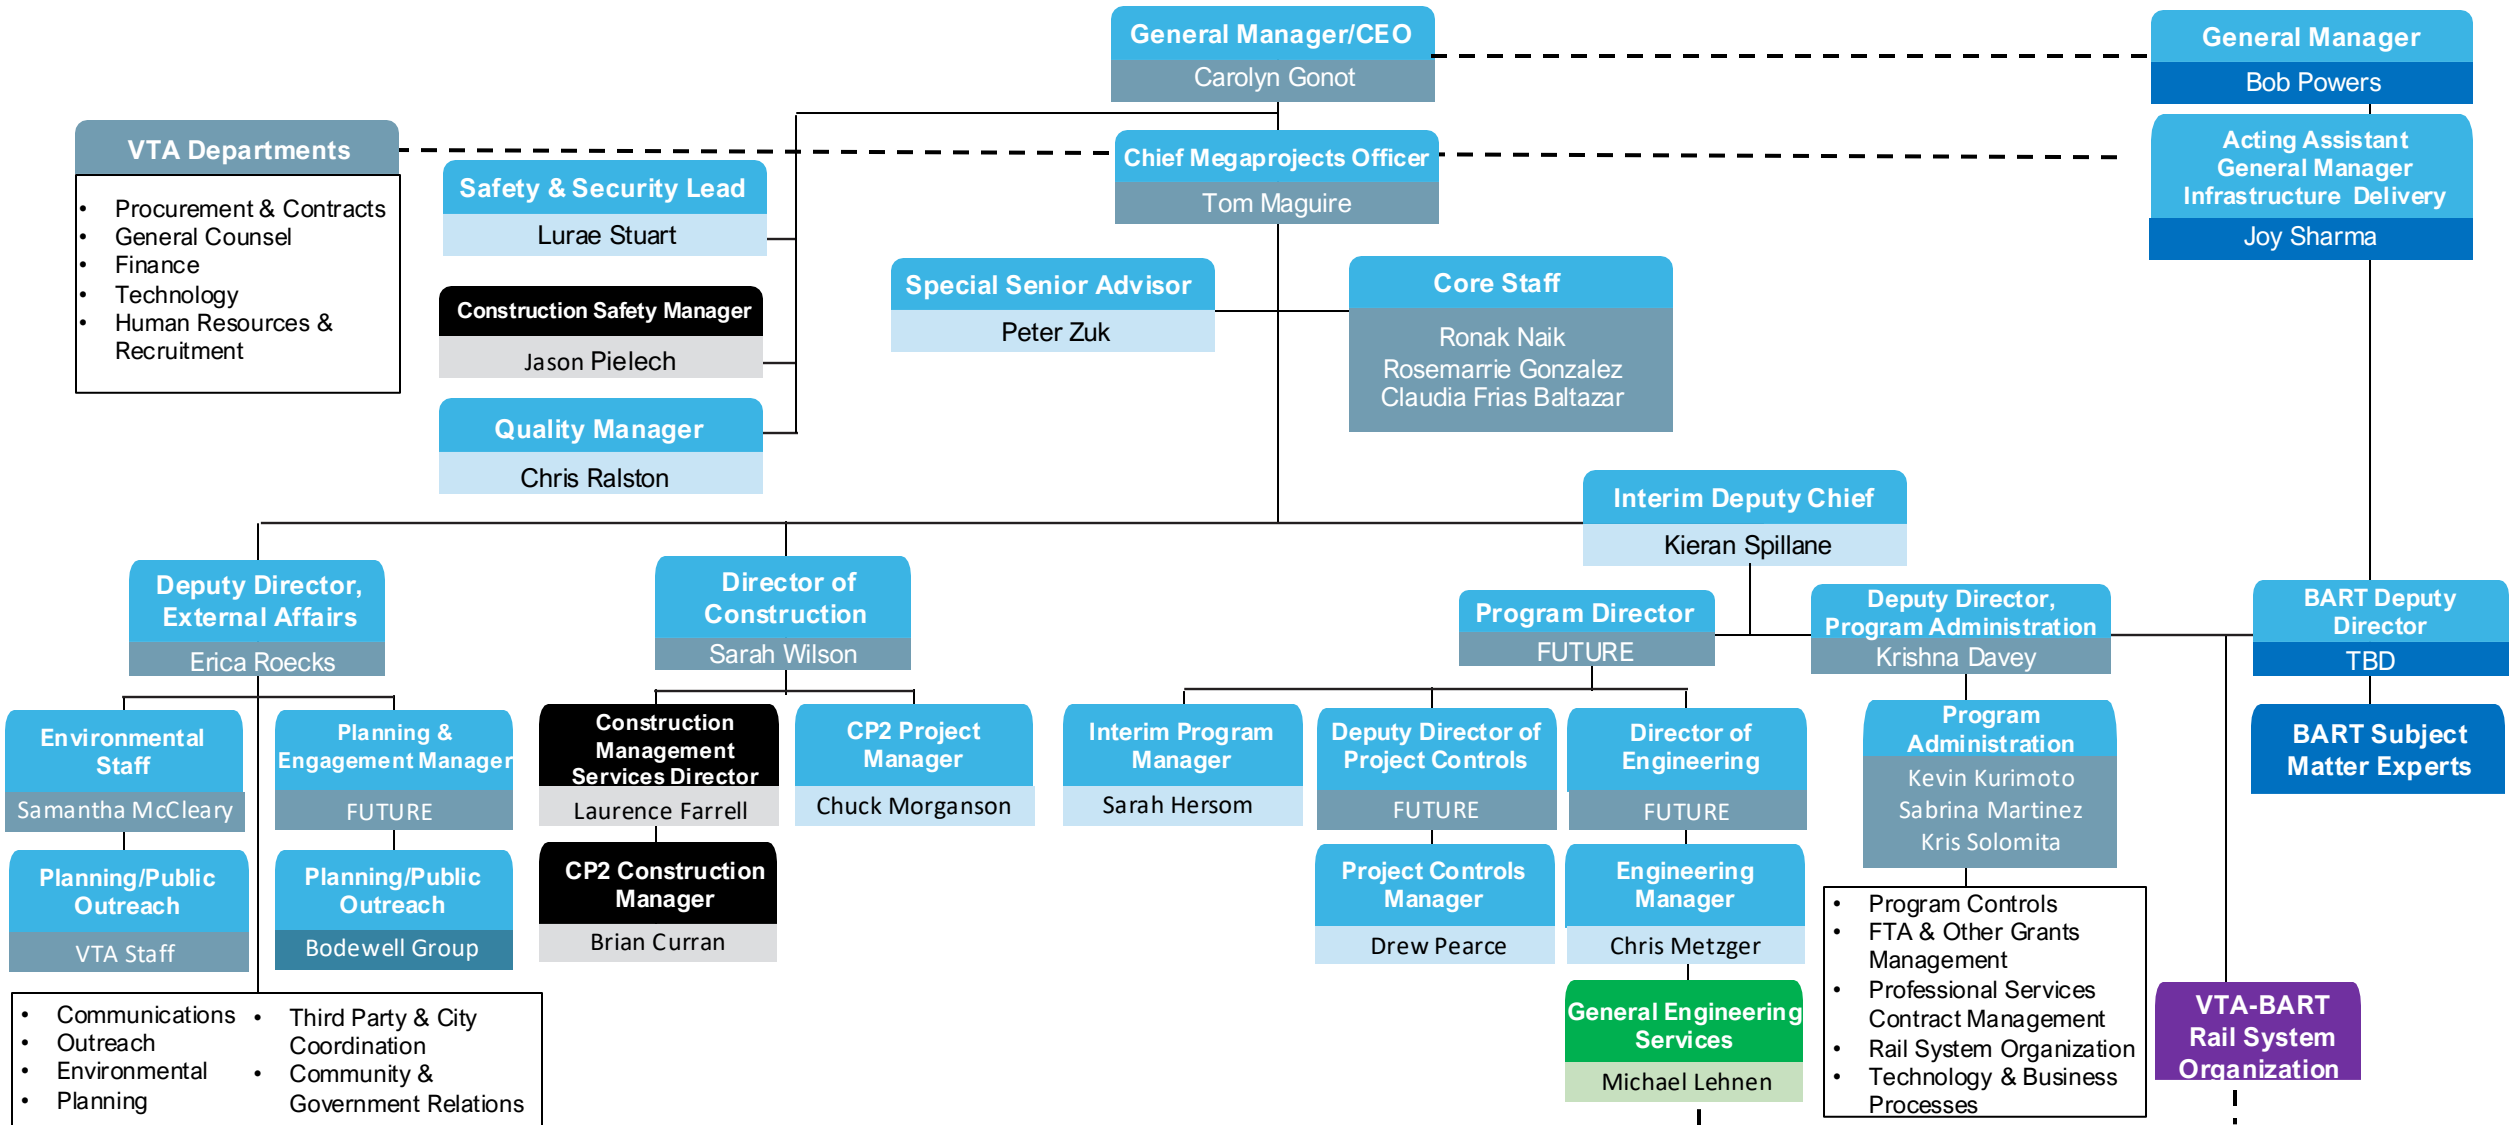 General Manager/CEO
Carolyn Gonot
General Manager
Bob Powers
VTA Departments
• Procurement & Contracts
• General Counsel
• Finance
• Technology
• Human Resources &
Recruitment
Safety & Security Lead
Lurae Stuart
Construction Safety Manager
Jason Pielech
Quality Manager
Chris Ralston
Chief Megaprojects Officer
Tom Maguire
Acting Assistant
General Manager
Infrastructure Delivery
Joy Sharma
Special Senior Advisor
Peter Zuk
Core Staff
Ronak Naik
Rosemarrie Gonzalez
Claudia Frias Baltazar
Interim Deputy Chief
Kieran Spillane
Deputy Director,
External Affairs
Erica Roecks
Director of
Construction
Sarah Wilson
Program Director
FUTURE
Deputy Director,
Program Administration
Krishna Davey
BART Deputy
Director
TBD
Environmental
Staff
Samantha McCleary
Planning &
Engagement Manager
FUTURE
Construction
Management
Services Director
Laurence Farrell
CP2 Project
Manager
Chuck Morganson
Interim Program
Manager
Sarah Hersom
Deputy Director of
Project Controls
FUTURE
Director of
Engineering
FUTURE
Program
Administration
Kevin Kurimoto
Sabrina Martinez
Kris Solomita
BART Subject
Matter Experts
Planning/Public
Outreach
VTA Staff
Planning/Public
Outreach
Bodewell Group
CP2 Construction
Manager
Brian Curran
Project Controls
Manager
Drew Pearce
Engineering
Manager
Chris Metzger
• Program Controls
• FTA & Other Grants
Management
• Professional Services
Contract Management
• Rail System Organization
• Technology & Business
Processes
• Communications
• Outreach
• Environmental
• Planning
• Third Party & City
Coordination
• Community &
Government Relations
General Engineering
Services
Michael Lehnen
VTA-BART
Rail System
Organization